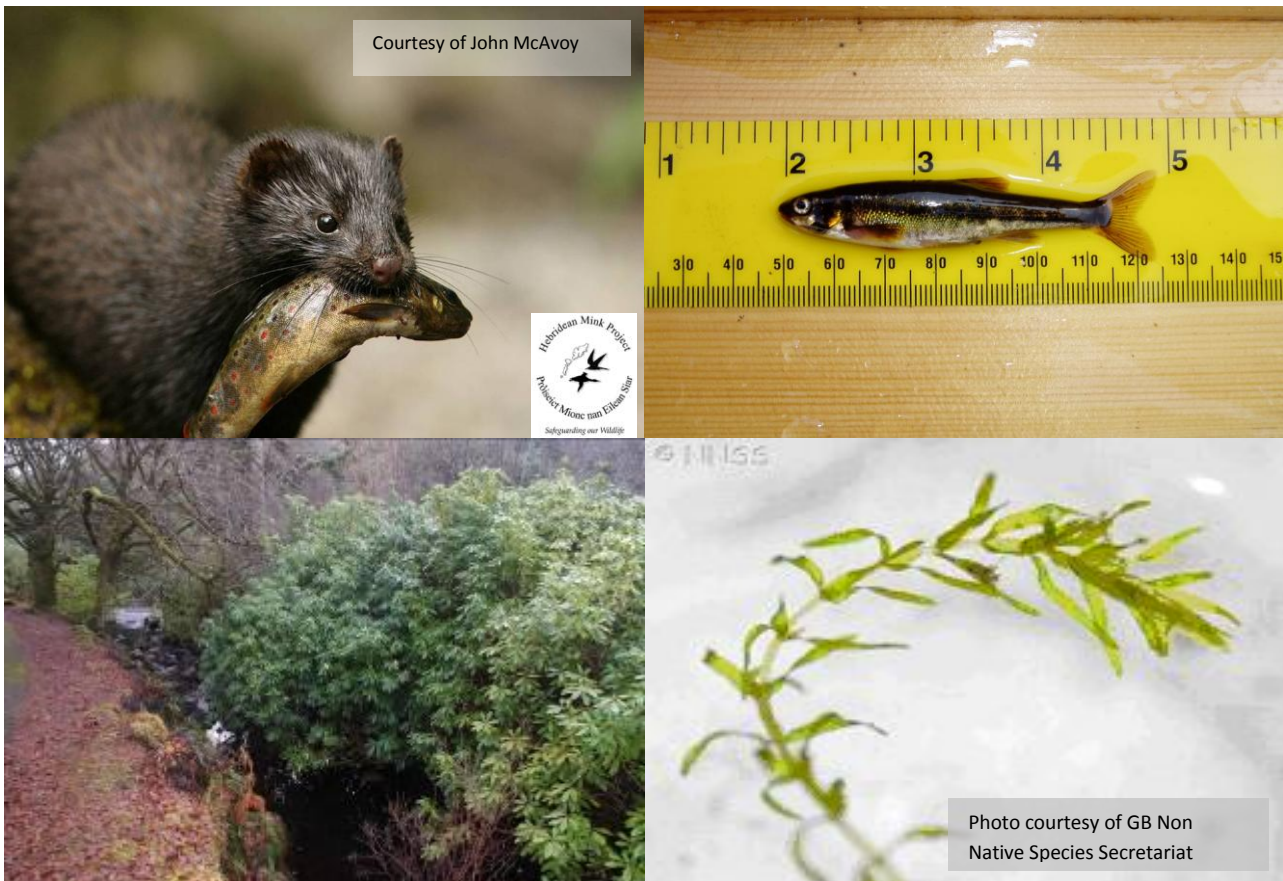 Courtesy of John McAvoy
Hebridean Mink Project
Pròiseict Mionc nan Eilean Siar
Safeguarding our Wildlife
1 2 3 4 5
30 40 50 60 70 80 90 100 110 120 130 140 15
© NNSS
Photo courtesy of GB Non
Native Species Secretariat